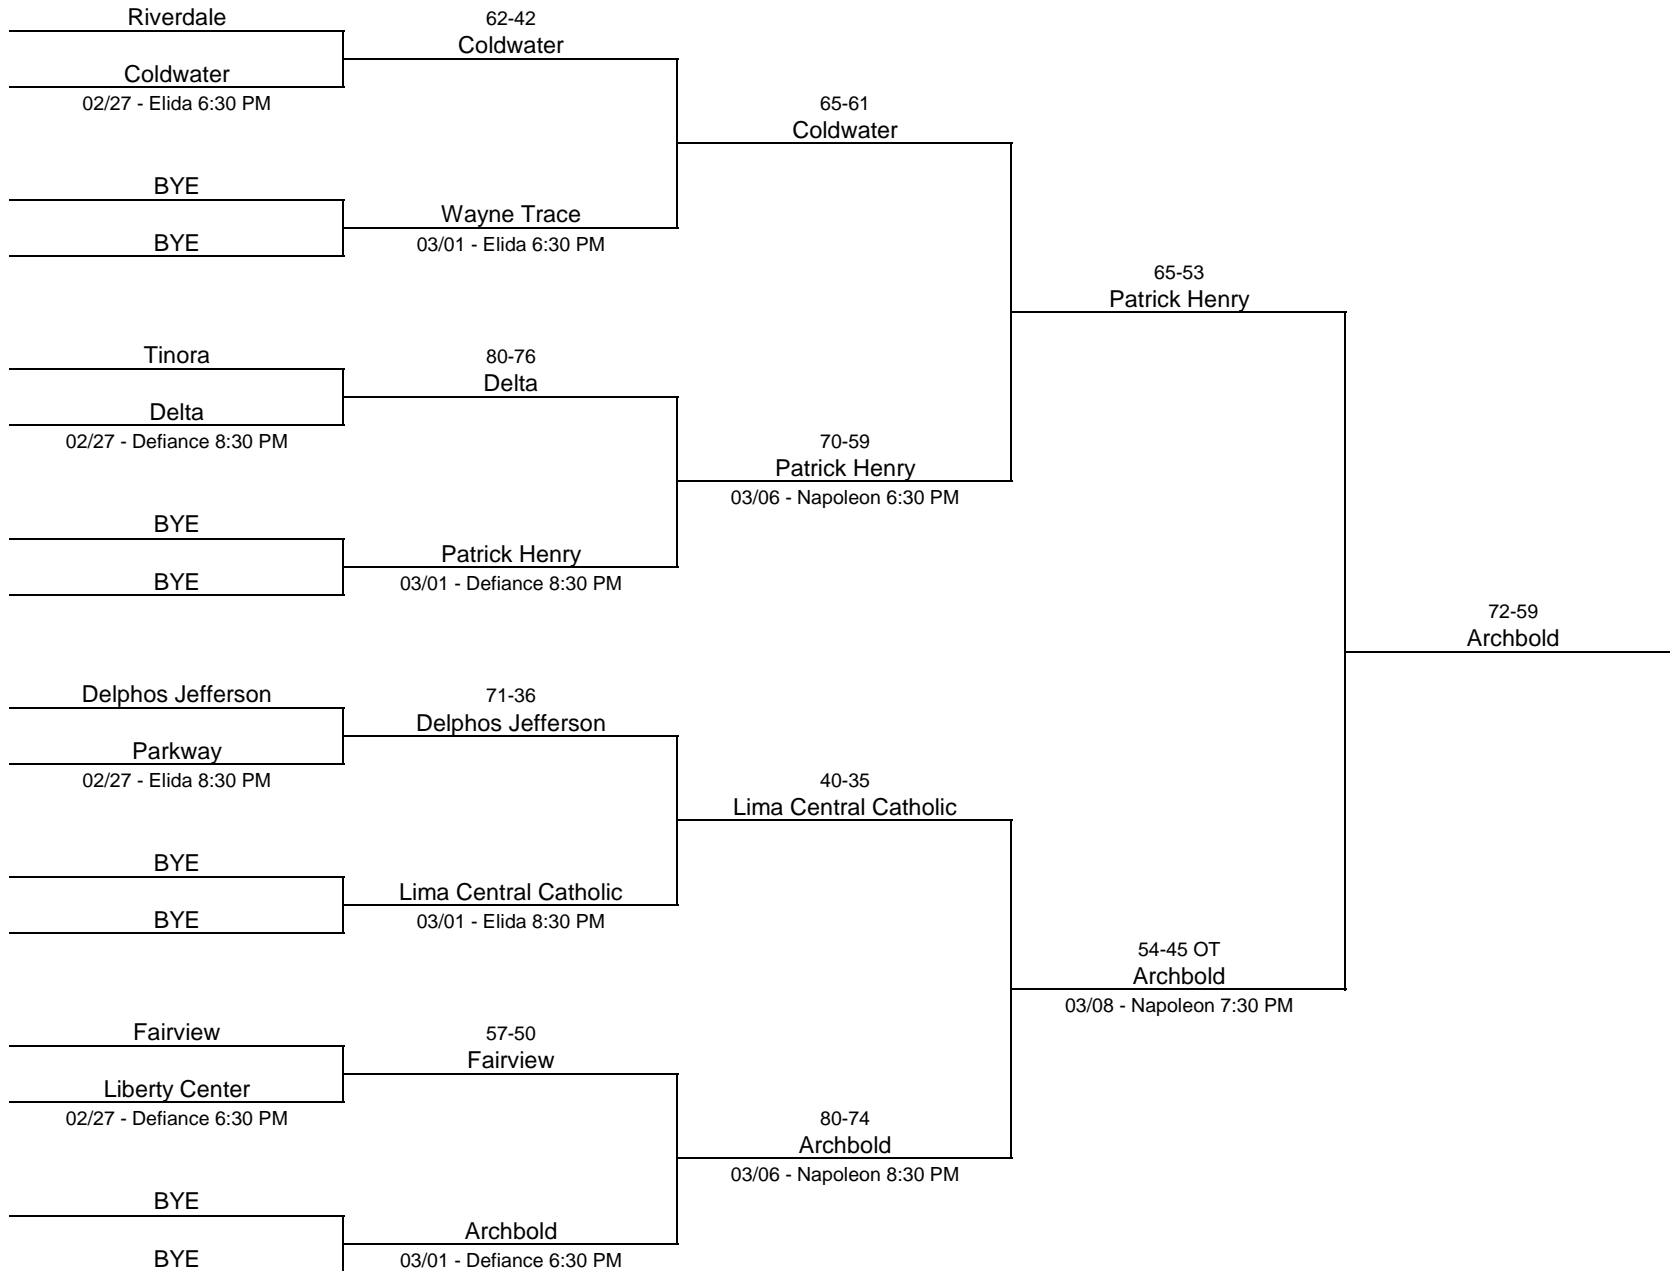 Riverdale
Coldwater
02/27 - Elida 6:30 PM
BYE
BYE
Tinora
Delta
02/27 - Defiance 8:30 PM
BYE
BYE
Delphos Jefferson
Parkway
02/27 - Elida 8:30 PM
BYE
BYE
Fairview
Liberty Center
02/27 - Defiance 6:30 PM
BYE
BYE
62-42
Coldwater
Wayne Trace
03/01 - Elida 6:30 PM
80-76
Delta
Patrick Henry
03/01 - Defiance 8:30 PM
71-36
Delphos Jefferson
Lima Central Catholic
03/01 - Elida 8:30 PM
57-50
Fairview
Archbold
03/01 - Defiance 6:30 PM
65-61
Coldwater
70-59
Patrick Henry
03/06 - Napoleon 6:30 PM
40-35
Lima Central Catholic
80-74
Archbold
03/06 - Napoleon 8:30 PM
65-53
Patrick Henry
54-45 OT
Archbold
03/08 - Napoleon 7:30 PM
72-59
Archbold